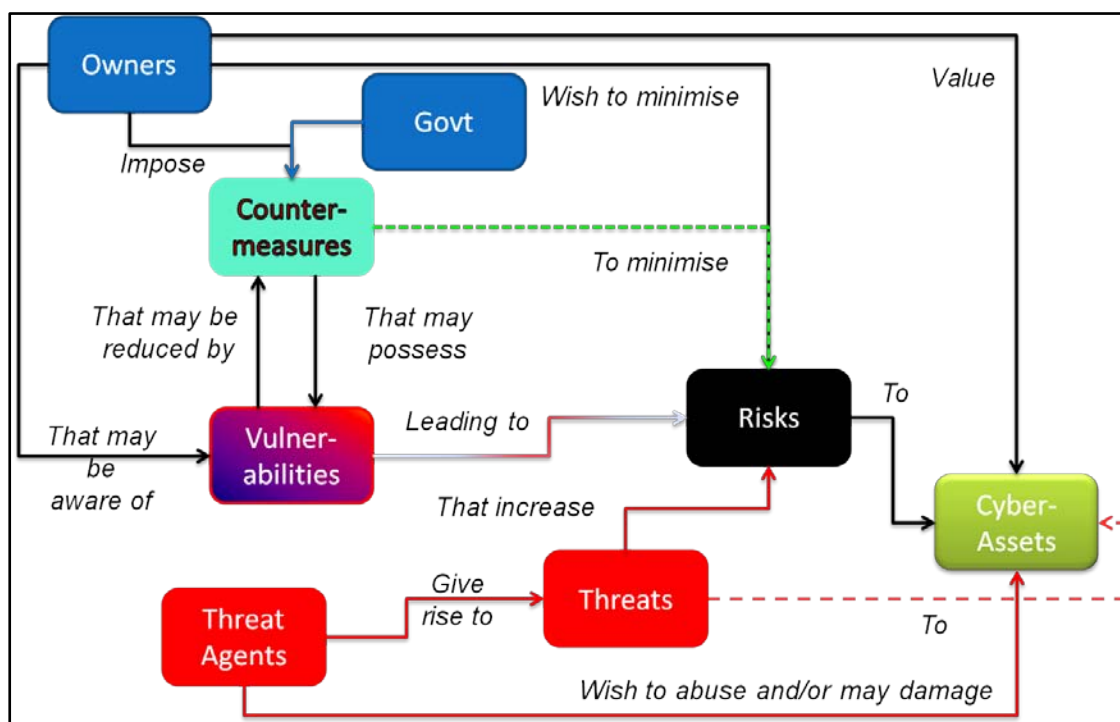 Owners
Value
Wish to minimise
Govt
Impose
Counter-
measures
To minimise
That may be
reduced by
That may
possess
Risks
To
Vulner-
abilities
Leading to
That may
be
aware of
That increase
Cyber-
Assets
Give
rise to
Threats
Threat
Agents
To
Wish to abuse and/or may damage